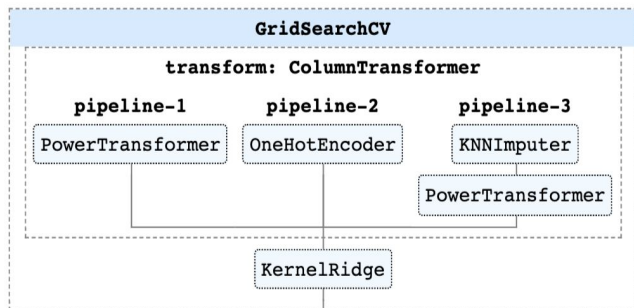 GridSearchCV
transform: ColumnTransformer
pipeline-1 pipeline-2 pipeline-3
PowerTransformer OneHotEncoder KNNImputer
PowerTransformer
KernelRidge